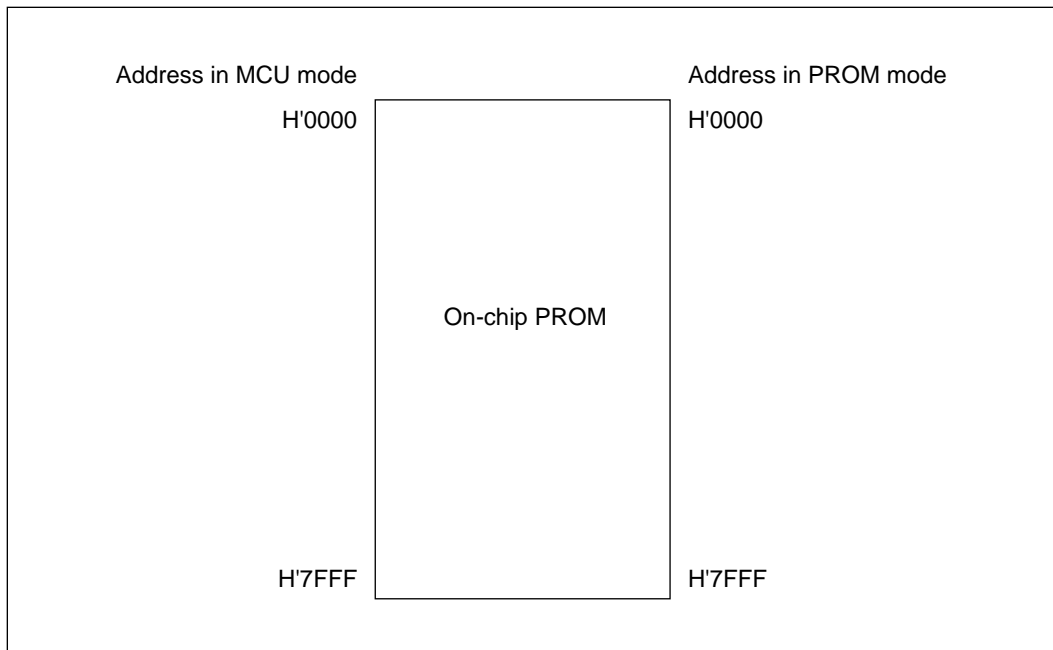 Address in MCU mode
Address in PROM mode
H'0000
H'0000
On-chip PROM
H'7FFF
H'7FFF